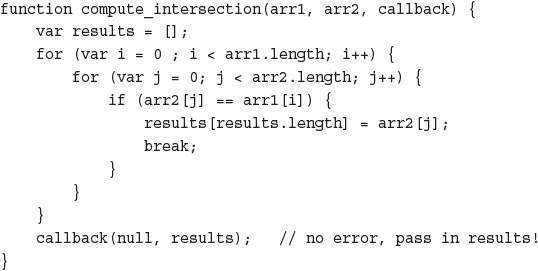 function compute_intersection(arr1, arr2, callback) {
    var results = [];
    for (var i = 0 ; i < arr1.length; i++) {
        for (var j = 0; j < arr2.length; j++) {
            if (arr2[j] == arr1[i]) {
                results[results.length] = arr2[j];
                break;
            }
        }
    }
    callback(null, results);   // no error, pass in results!
}